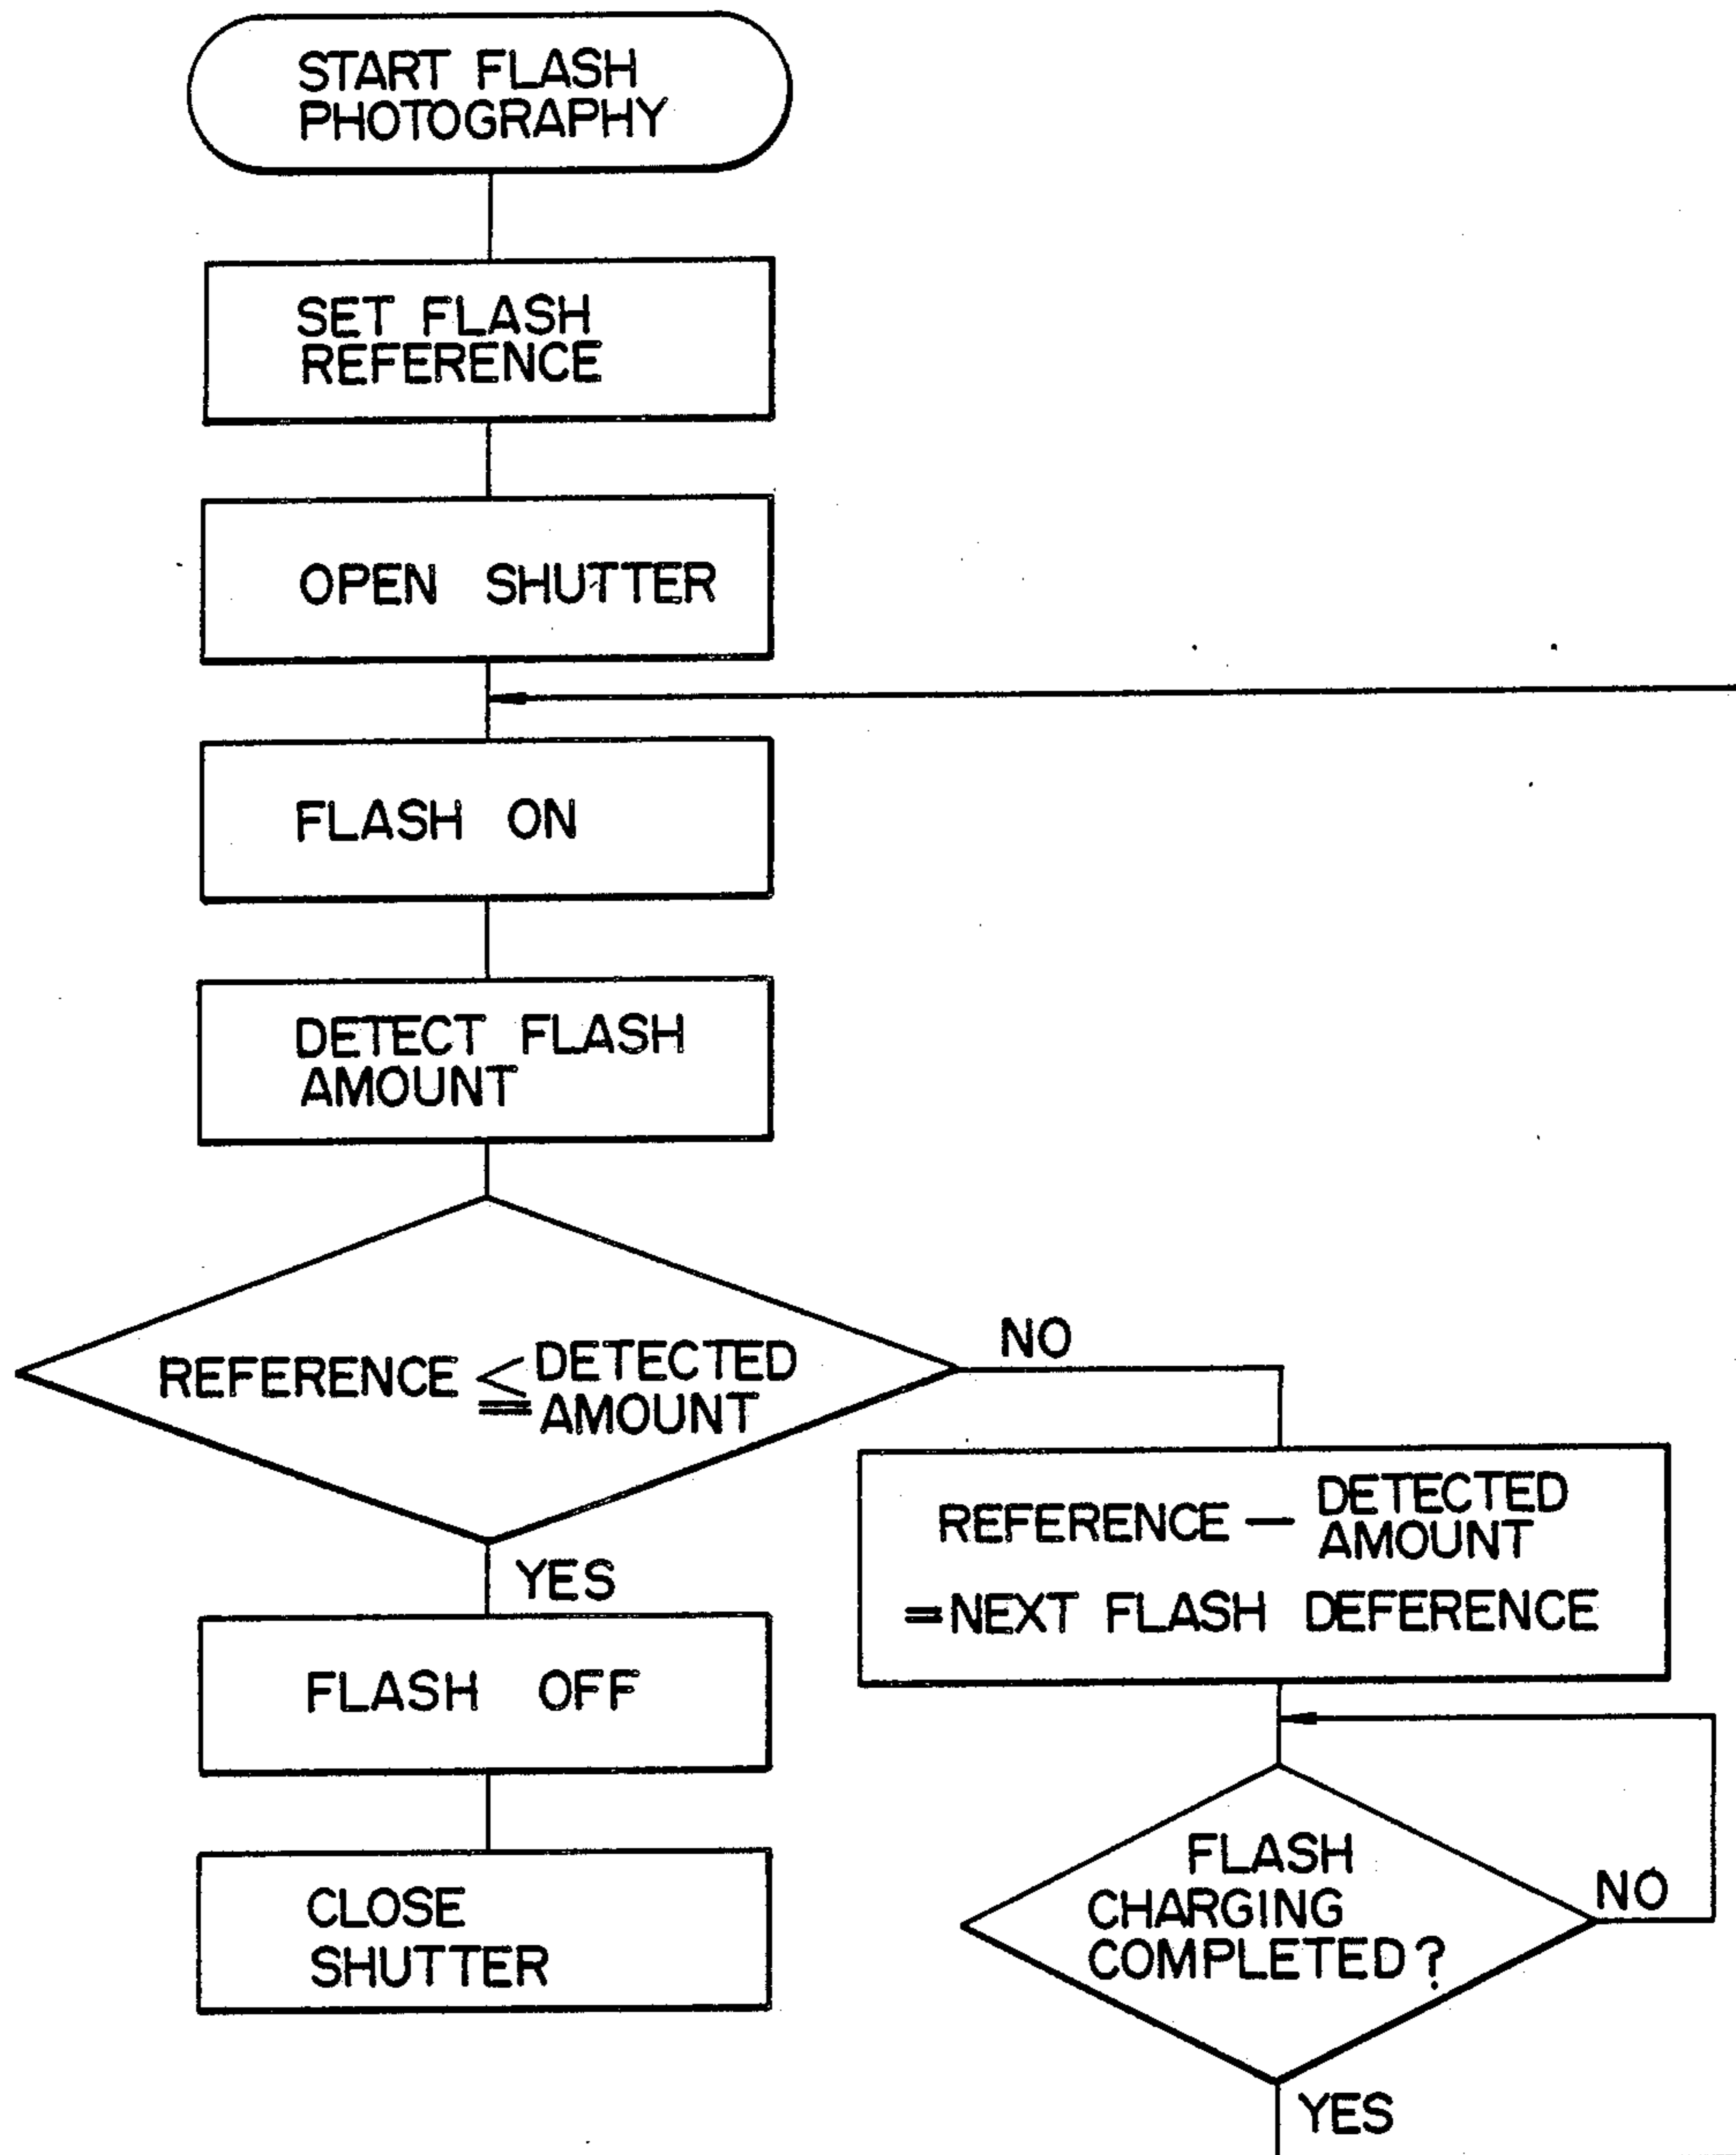 START FLASH
PHOTOGRAPHY
SET FLASH
REFERENCE
OPEN SHUTTER
FLASH ON
DETECT FLASH
AMOUNT
REFERENCE ≦ DETECTED
AMOUNT
NO
YES
REFERENCE — DETECTED
AMOUNT
=NEXT FLASH DEFERENCE
FLASH OFF
CLOSE
SHUTTER
FLASH
CHARGING
COMPLETED?
NO
YES